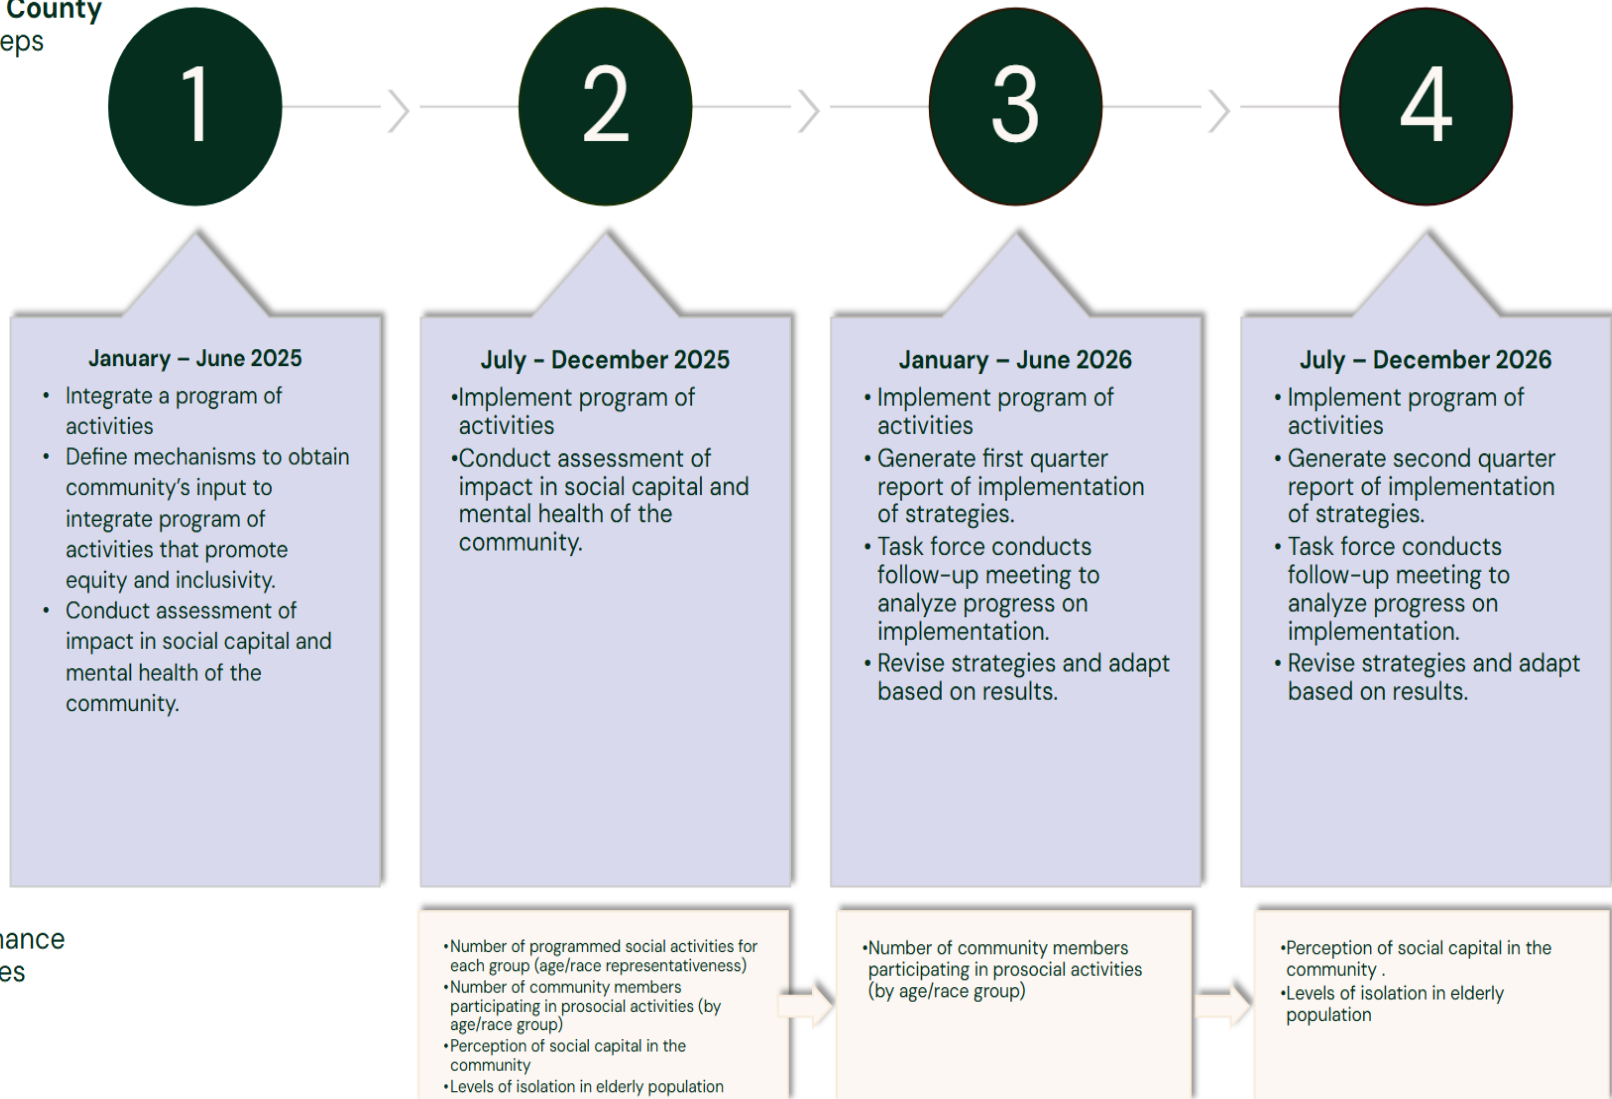 County
eps
1
2
3
4
January – June 2025
• Integrate a program of
activities
• Define mechanisms to obtain
community’s input to
integrate program of
activities that promote
equity and inclusivity.
• Conduct assessment of
impact in social capital and
mental health of the
community.
July - December 2025
•Implement program of
activities
•Conduct assessment of
impact in social capital and
mental health of the
community.
January – June 2026
• Implement program of
activities
• Generate first quarter
report of implementation
of strategies.
• Task force conducts
follow-up meeting to
analyze progress on
implementation.
• Revise strategies and adapt
based on results.
July – December 2026
• Implement program of
activities
• Generate second quarter
report of implementation
of strategies.
• Task force conducts
follow-up meeting to
analyze progress on
implementation.
• Revise strategies and adapt
based on results.
nance
es
•Number of programmed social activities for
each group (age/race representativeness)
•Number of community members
participating in prosocial activities (by
age/race group)
•Perception of social capital in the
community
•Levels of isolation in elderly population
•Number of community members
participating in prosocial activities
(by age/race group)
•Perception of social capital in the
community .
•Levels of isolation in elderly
population